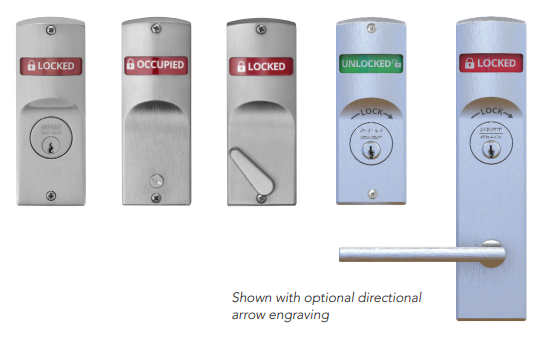 LOCKED
OCCUPIED
LOCKED
UNLOCKED
LOCKED
LOCK
LOCK
Shown with optional directional
arrow engraving